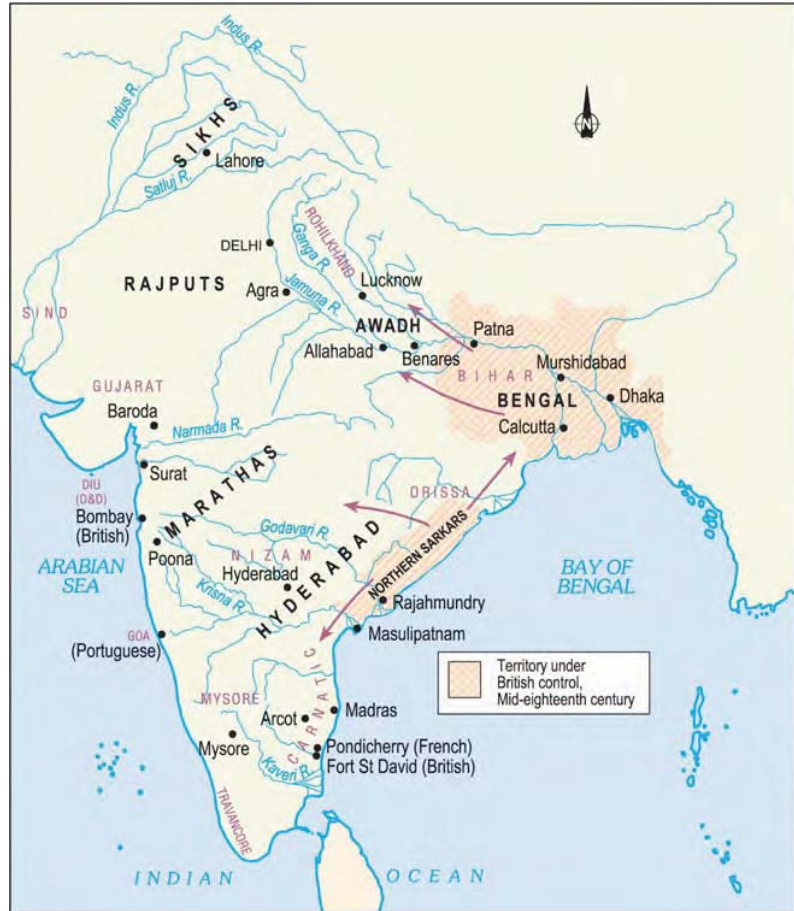 Indus R.
Indus R.
N
SIKHS
Lahore
Satluj R.
DELHI
ROHILKHAND
Ganga R.
RAJPUTS
Lucknow
Agra
Jamuna R.
SIND
AWADH
Patna
Allahabad
Benares
Murshidabad
BIHAR
GUJARAT
BENGAL
Dhaka
Baroda
Calcutta
Narmada R.
Surat
DIU
(D&D)
MARATHAS
ORISSA
Bombay
(British)
Godavari R.
NORTHERN SARKARS
Poona
NIZAM
HYDERABAD
ARABIAN
SEA
Hyderabad
BAY OF
BENGAL
Krisna R.
Rajahmundry
Masulipatnam
GOA
(Portuguese)
Territory under
British control,
Mid-eighteenth century
CARNATIC
MYSORE
Arcot
Madras
Mysore
Pondicherry (French)
Kaveri R.
Fort St David (British)
TRAVANCORE
INDIAN OCEAN